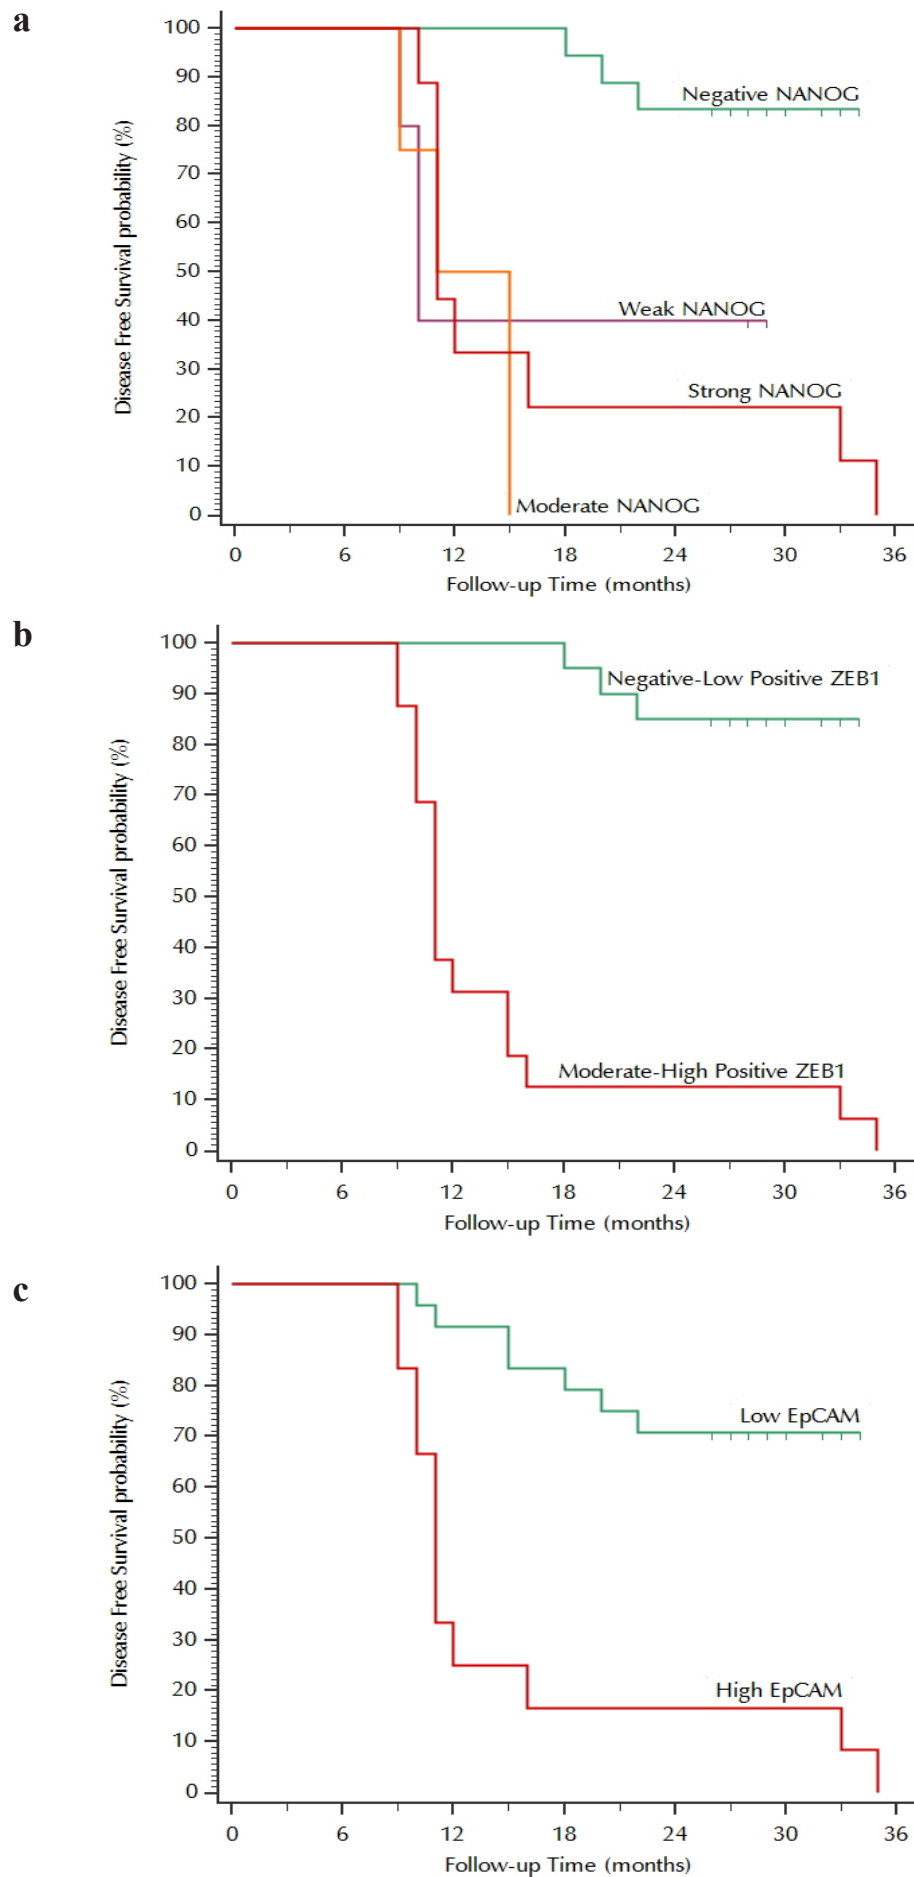 a
Disease Free Survival probability (%)
100
90
80
70
60
50
40
30
20
10
0
Negative NANOG
Weak NANOG
Strong NANOG
Moderate NANOG
0 6 12 18 24 30 36
Follow-up Time (months)
b
Disease Free Survival probability (%)
100
90
80
70
60
50
40
30
20
10
0
Negative-Low Positive ZEB1
Moderate-High Positive ZEB1
0 6 12 18 24 30 36
Follow-up Time (months)
c
Disease Free Survival probability (%)
100
90
80
70
60
50
40
30
20
10
0
Low EpCAM
High EpCAM
0 6 12 18 24 30 36
Follow-up Time (months)